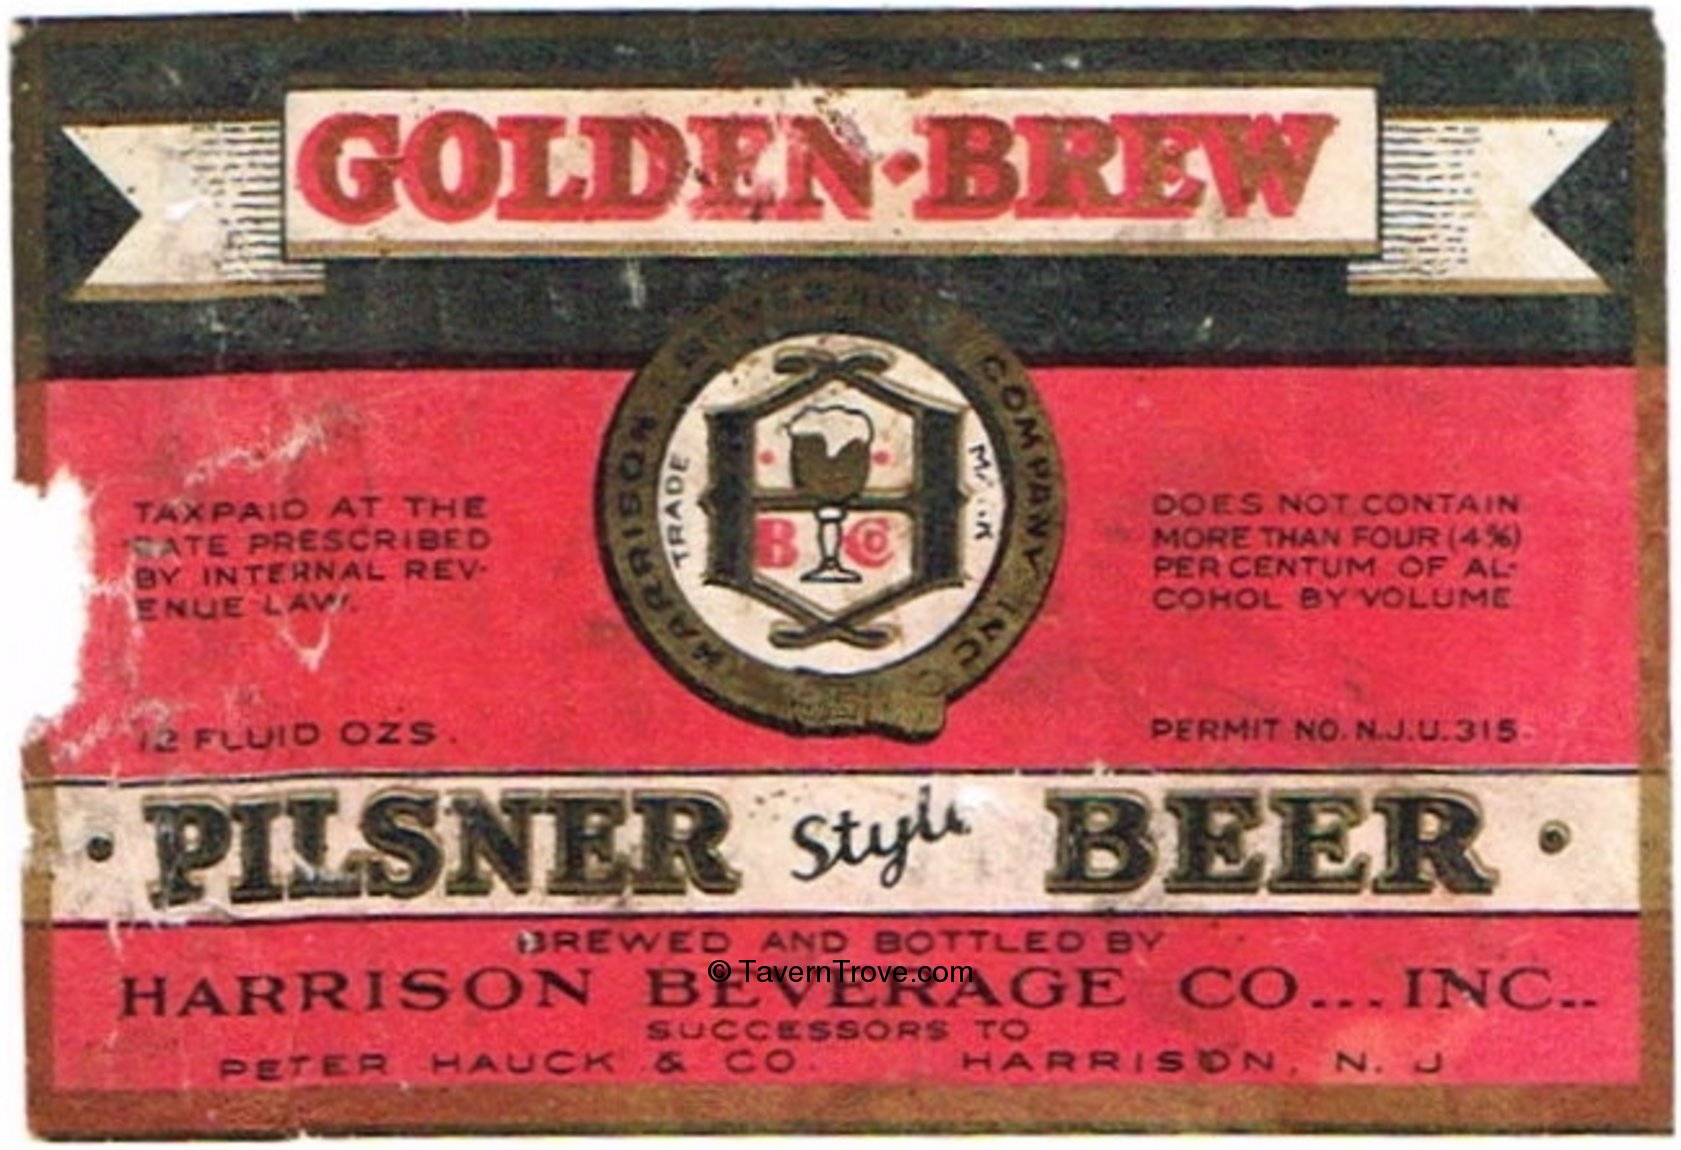 GOLDEN·BREW
HARRISON BEVERAGE COMPANY INC
TRADE MARK
B Co
TAXPAID AT THE
RATE PRESCRIBED
BY INTERNAL REV-
ENUE LAW.
12 FLUID OZS.
DOES NOT CONTAIN
MORE THAN FOUR (4%)
PER CENTUM OF AL-
COHOL BY VOLUME
PERMIT NO. N.J.U.315.
· PILSNER Style BEER ·
BREWED AND BOTTLED BY
© TavernTrove.com
HARRISON BEVERAGE CO... INC..
SUCCESSORS TO
PETER HAUCK & CO. HARRISON, N. J